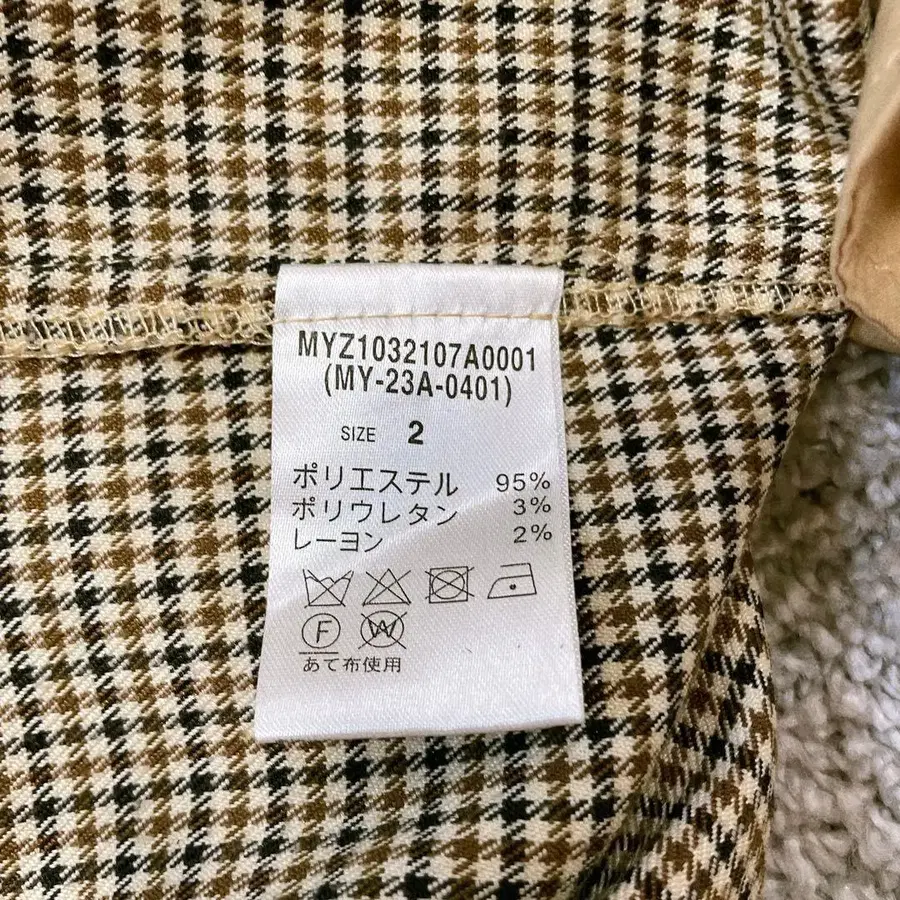 MYZ1032107A0001
(MY-23A-0401)
SIZE 2
ポリエステル 95%
ポリウレタン 3%
レーヨン 2%
F W
あて布使用